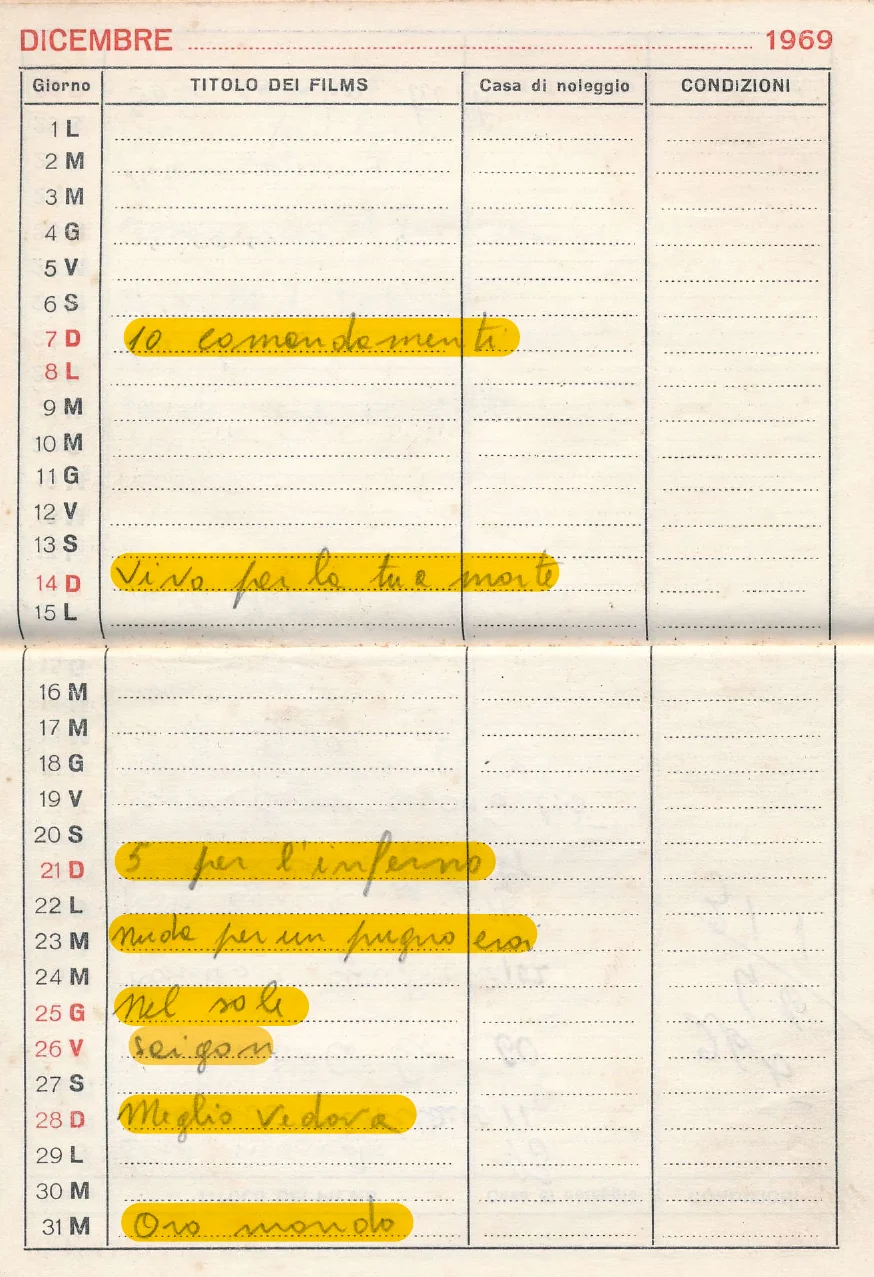 DICEMBRE 1969
Giorno TITOLO DEI FILMS Casa di noleggio CONDIZIONI
1 L
2 M
3 M
4 G
5 V
6 S
7 D 10 comandamenti
8 L
9 M
10 M
11 G
12 V
13 S
14 D Vivo per la tua morte
15 L
16 M
17 M
18 G
19 V
20 S
21 D 5 per l'inferno
22 L
23 M nuda per un pugno eroi
24 M
25 G Nel sole
26 V saigon
27 S
28 D Meglio Vedova
29 L
30 M
31 M Oro mondo